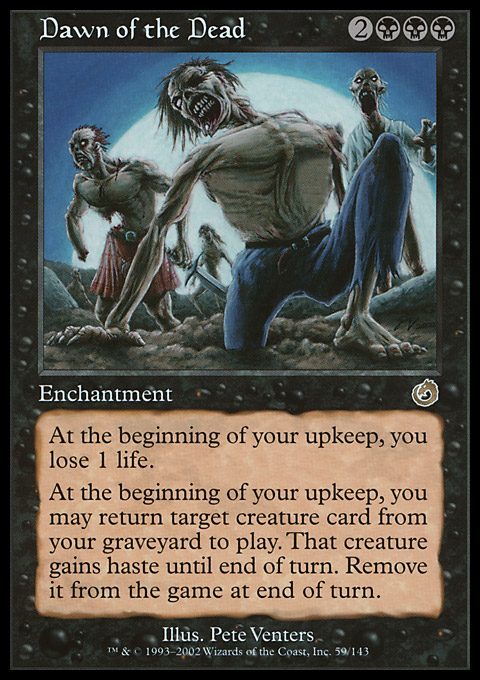 Dawn of the Dead 2
Enchantment
At the beginning of your upkeep, you
lose 1 life.
At the beginning of your upkeep, you
may return target creature card from
your graveyard to play. That creature
gains haste until end of turn. Remove
it from the game at end of turn.
Illus. Pete Venters
™ & © 1993–2002 Wizards of the Coast, Inc. 59/143